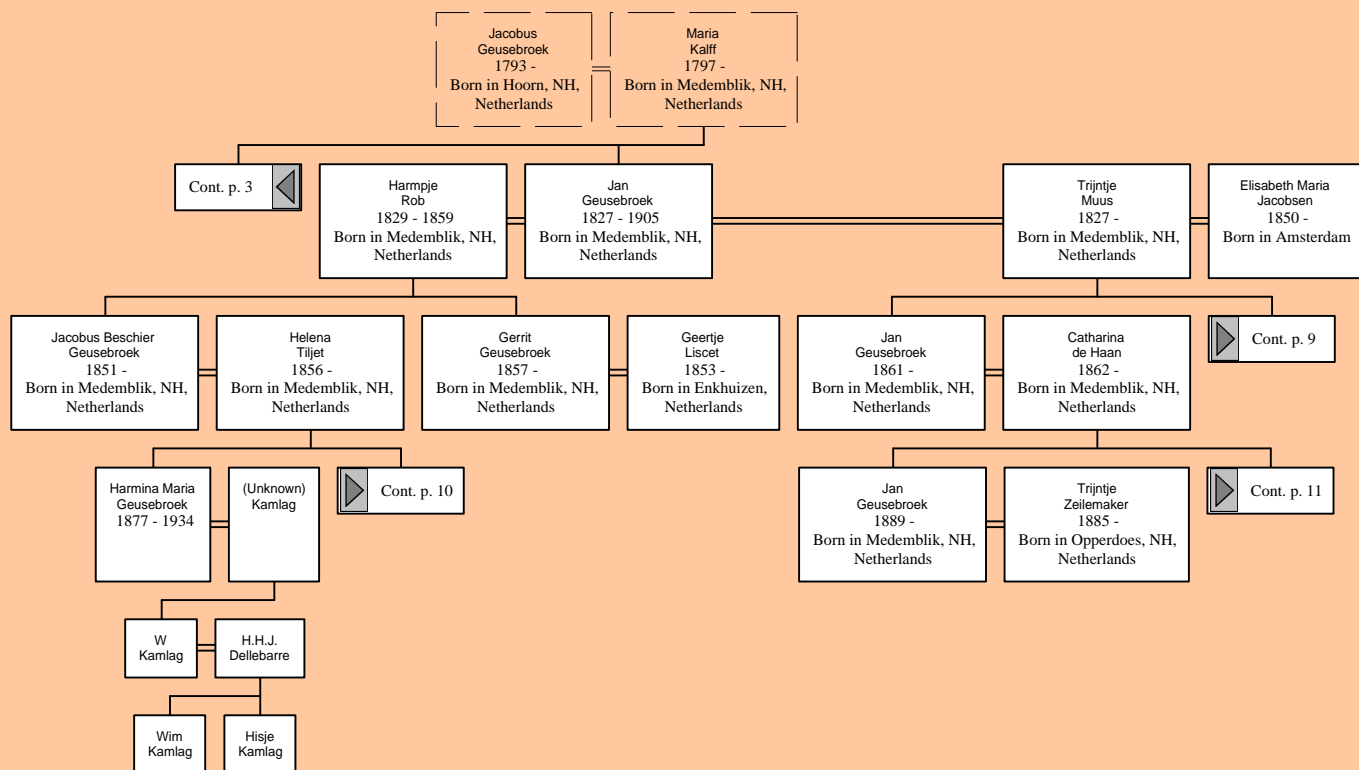 Jacobus
Geusebroek
1793 -
Born in Hoorn, NH,
Netherlands
Maria
Kalff
1797 -
Born in Medemblik, NH,
Netherlands
Cont. p. 3
Harmpje
Rob
1829 - 1859
Born in Medemblik, NH,
Netherlands
Jan
Geusebroek
1827 - 1905
Born in Medemblik, NH,
Netherlands
Trijntje
Muus
1827 -
Born in Medemblik, NH,
Netherlands
Elisabeth Maria
Jacobsen
1850 -
Born in Amsterdam
Jacobus Beschier
Geusebroek
1851 -
Born in Medemblik, NH,
Netherlands
Helena
Tiljet
1856 -
Born in Medemblik, NH,
Netherlands
Gerrit
Geusebroek
1857 -
Born in Medemblik, NH,
Netherlands
Geertje
Liscet
1853 -
Born in Enkhuizen,
Netherlands
Jan
Geusebroek
1861 -
Born in Medemblik, NH,
Netherlands
Catharina
de Haan
1862 -
Born in Medemblik, NH,
Netherlands
Cont. p. 9
Harmina Maria
Geusebroek
1877 - 1934
(Unknown)
Kamlag
Cont. p. 10
Jan
Geusebroek
1889 -
Born in Medemblik, NH,
Netherlands
Trijntje
Zeilemaker
1885 -
Born in Opperdoes, NH,
Netherlands
Cont. p. 11
W
Kamlag
H.H.J.
Dellebarre
Wim
Kamlag
Hisje
Kamlag